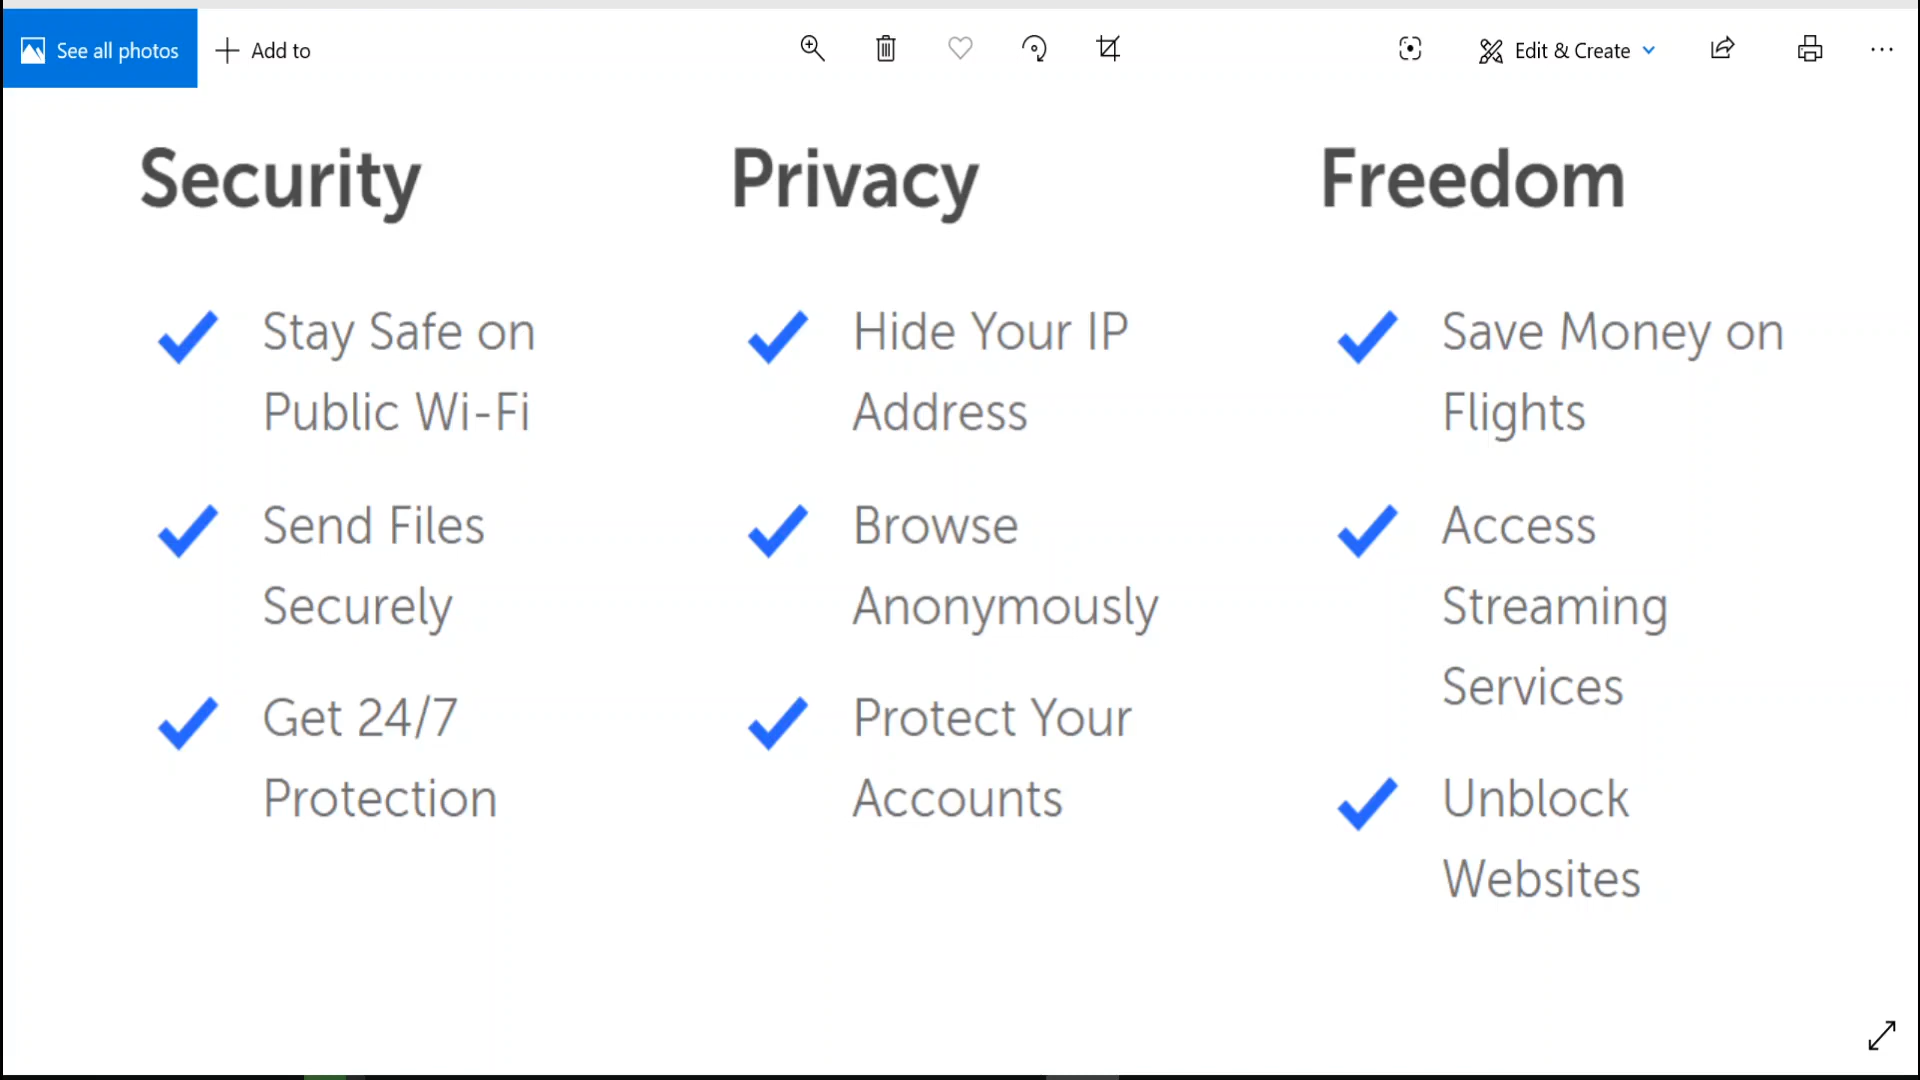 See all photos
Add to
Edit & Create
Security
Stay Safe on
Public Wi-Fi
Send Files
Securely
Get 24/7
Protection
Privacy
Hide Your IP
Address
Browse
Anonymously
Protect Your
Accounts
Freedom
Save Money on
Flights
Access
Streaming
Services
Unblock
Websites